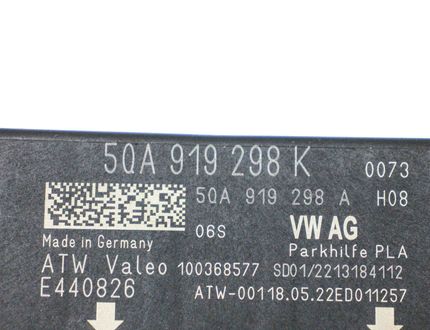 5QA 919 298 K 0073
5QA 919 298 A H08
06S VW AG
Made in Germany Parkhilfe PLA
ATW Valeo 100368577 SD01/2213184112
E440826 ATW-00118.05.22ED011257